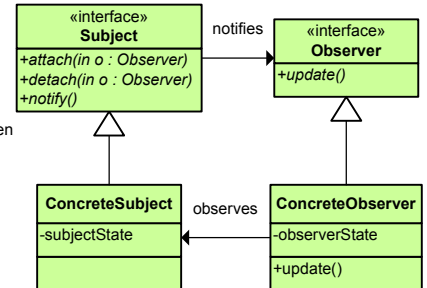 «interface»
Subject
+attach(in o : Observer)
+detach(in o : Observer)
+notify()
notifies
«interface»
Observer
+update()
en
ConcreteSubject
-subjectState
observes
ConcreteObserver
-observerState
+update()